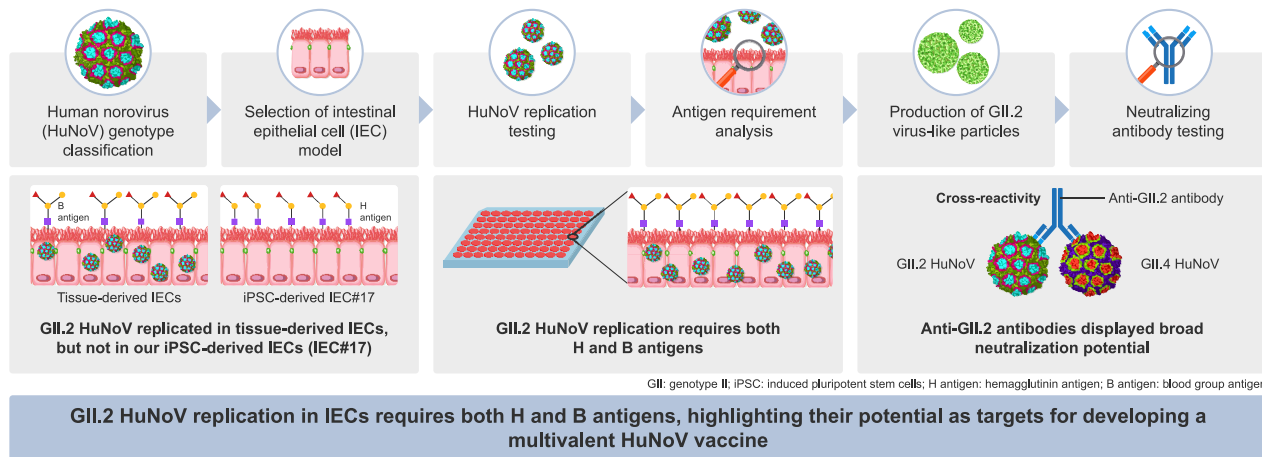 Human norovirus
(HuNoV) genotype
classification
Selection of intestinal
epithelial cell (IEC)
model
HuNoV replication
testing
Antigen requirement
analysis
Production of GII.2
virus-like particles
Neutralizing
antibody testing
B
antigen
H
antigen
Tissue-derived IECs
iPSC-derived IEC#17
GII.2 HuNoV replicated in tissue-derived IECs,
but not in our iPSC-derived IECs (IEC#17)
GII.2 HuNoV replication requires both
H and B antigens
Cross-reactivity
Anti-GII.2 antibody
GII.2 HuNoV
GII.4 HuNoV
Anti-GII.2 antibodies displayed broad
neutralization potential
GII: genotype II; iPSC: induced pluripotent stem cells; H antigen: hemagglutinin antigen; B antigen: blood group antigen
GII.2 HuNoV replication in IECs requires both H and B antigens, highlighting their potential as targets for developing a
multivalent HuNoV vaccine